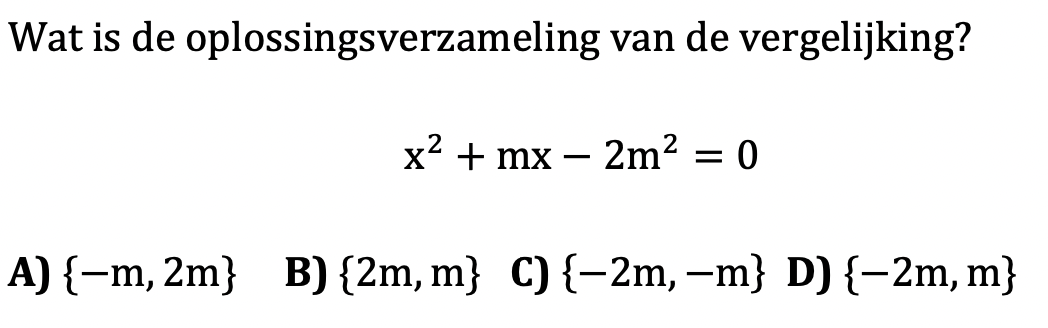 Wat is de oplossingsverzameling van de vergelijking?
x² + mx − 2m² = 0
A) {−m, 2m} B) {2m, m} C) {−2m, −m} D) {−2m, m}